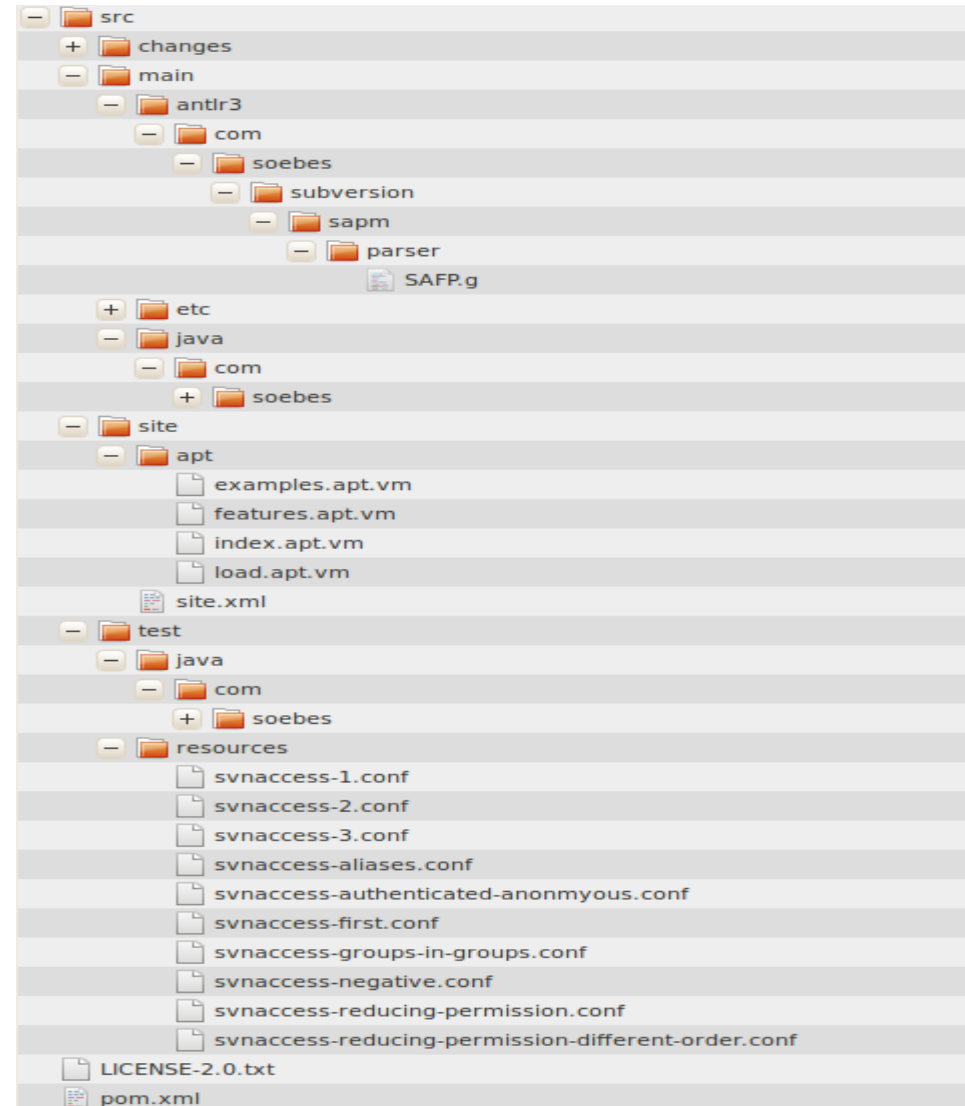 src
changes
main
antlr3
com
soebes
subversion
sapm
parser
SAFP.g
etc
java
com
soebes
site
apt
examples.apt.vm
features.apt.vm
index.apt.vm
load.apt.vm
site.xml
test
java
com
soebes
resources
svnaccess-1.conf
svnaccess-2.conf
svnaccess-3.conf
svnaccess-aliases.conf
svnaccess-authenticated-anonmyous.conf
svnaccess-first.conf
svnaccess-groups-in-groups.conf
svnaccess-negative.conf
svnaccess-reducing-permission.conf
svnaccess-reducing-permission-different-order.conf
LICENSE-2.0.txt
pom.xml